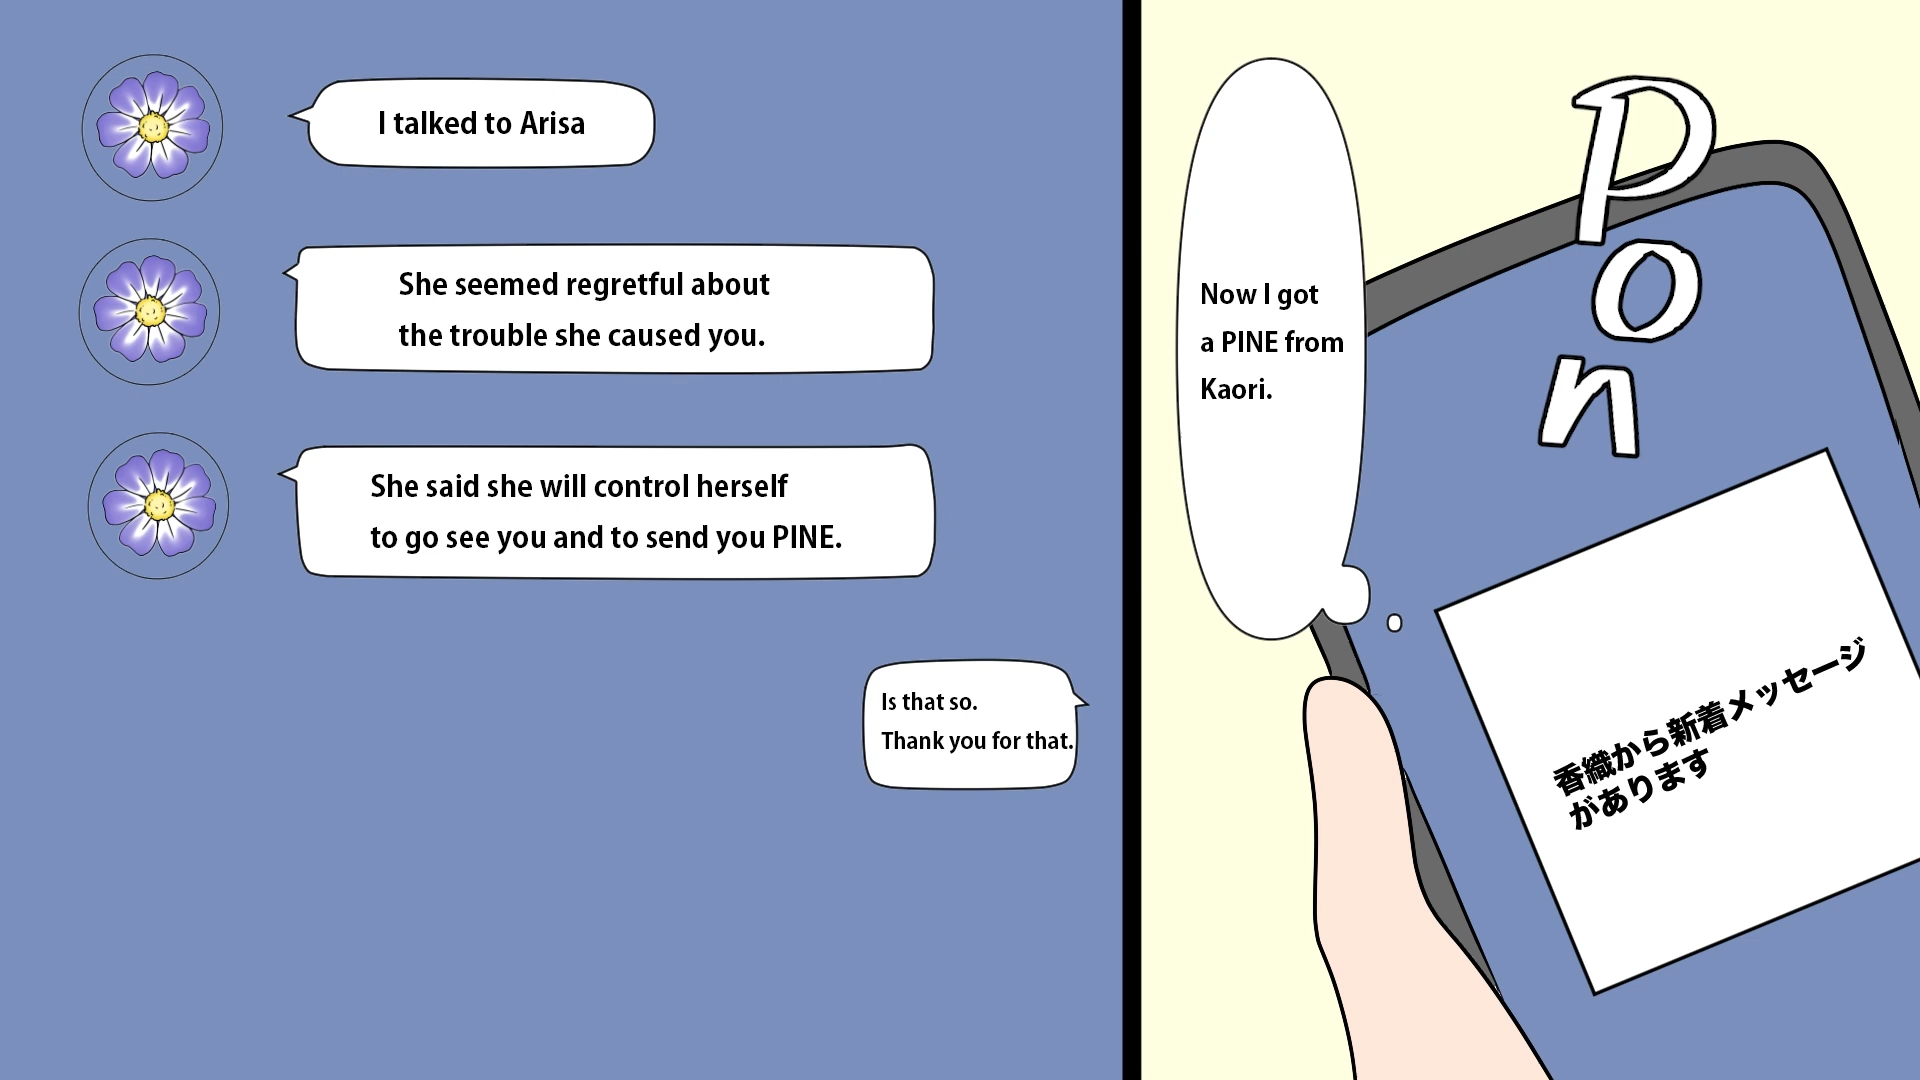 Pon
Now I got
a PINE from
Kaori.
香織から新着メッセージ
があります
I talked to Arisa
She seemed regretful about
the trouble she caused you.
She said she will control herself
to go see you and to send you PINE.
Is that so.
Thank you for that.